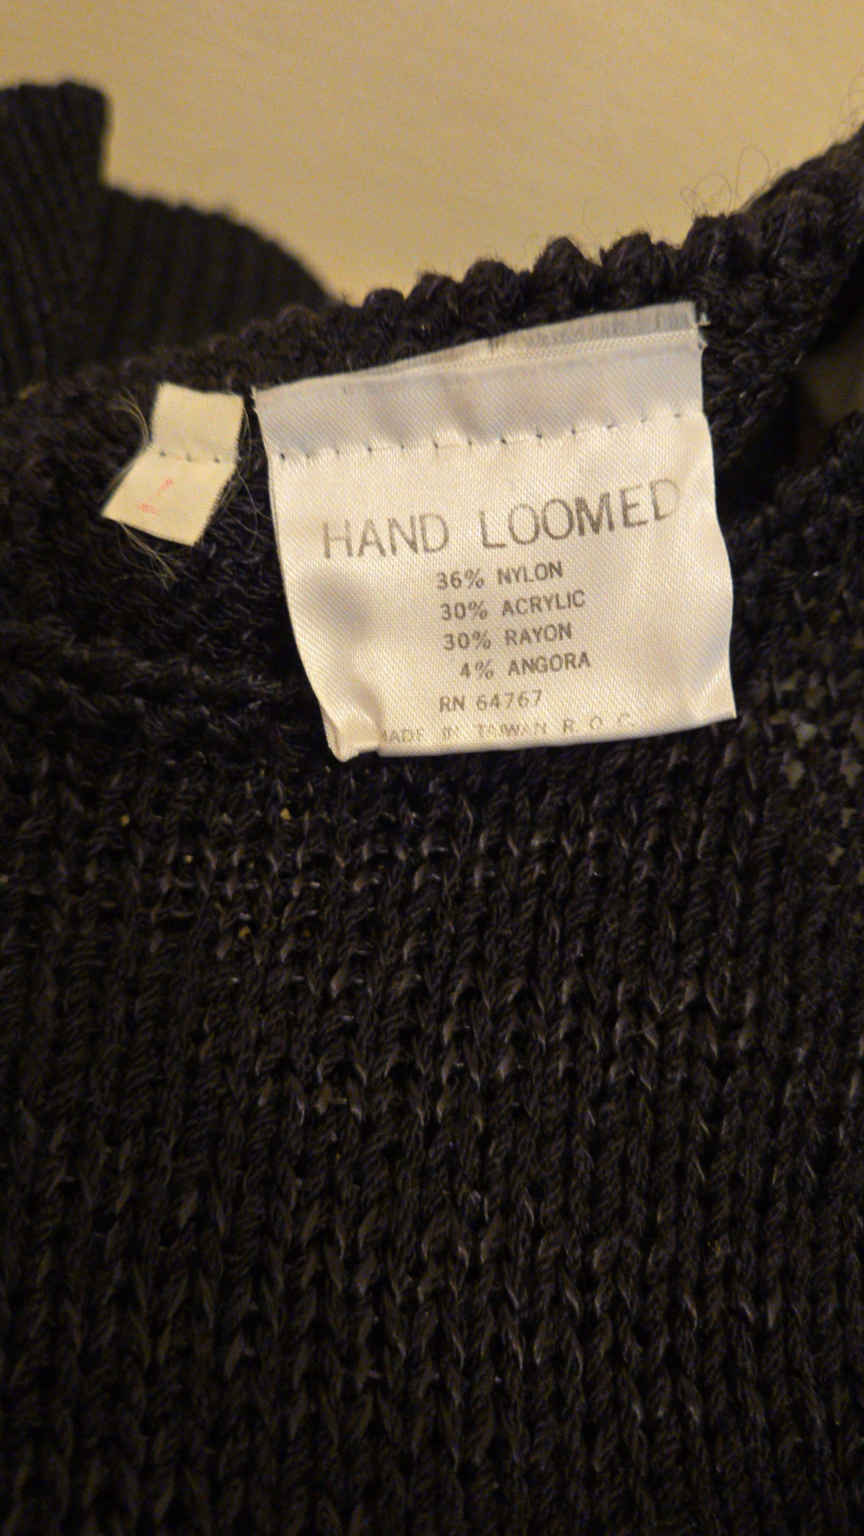 HAND LOOMED
36% NYLON
30% ACRYLIC
30% RAYON
4% ANGORA
RN 64767
MADE IN TAIWAN R.O.C.